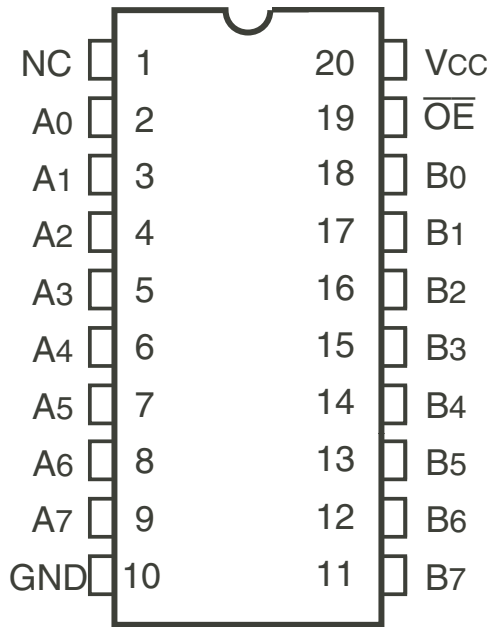 NC 1 20 VCC
A0 2 19 O̅E̅
A1 3 18 B0
A2 4 17 B1
A3 5 16 B2
A4 6 15 B3
A5 7 14 B4
A6 8 13 B5
A7 9 12 B6
GND 10 11 B7